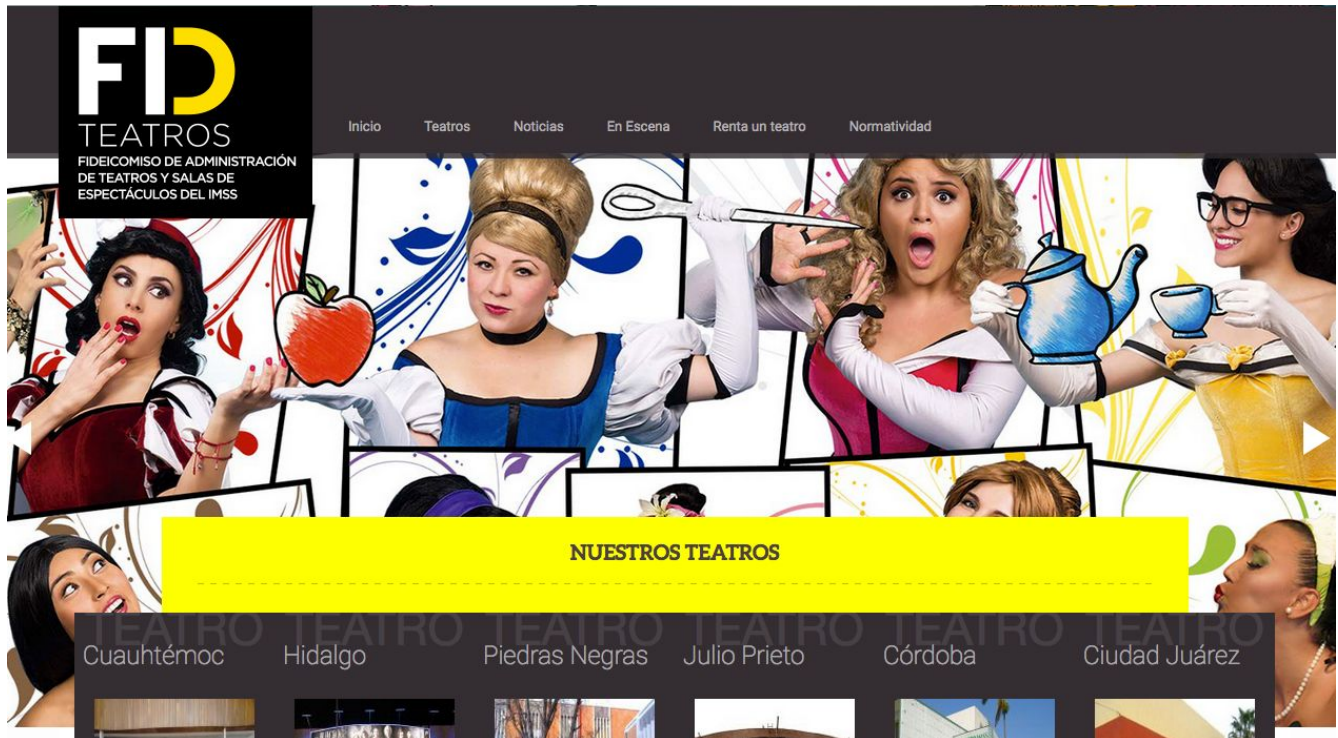 FID
TEATROS
FIDEICOMISO DE ADMINISTRACIÓN
DE TEATROS Y SALAS DE
ESPECTÁCULOS DEL IMSS
Inicio Teatros Noticias En Escena Renta un teatro Normatividad
NUESTROS TEATROS
TEATRO TEATRO TEATRO TEATRO TEATRO TEATRO
Cuauhtémoc Hidalgo Piedras Negras Julio Prieto Córdoba Ciudad Juárez